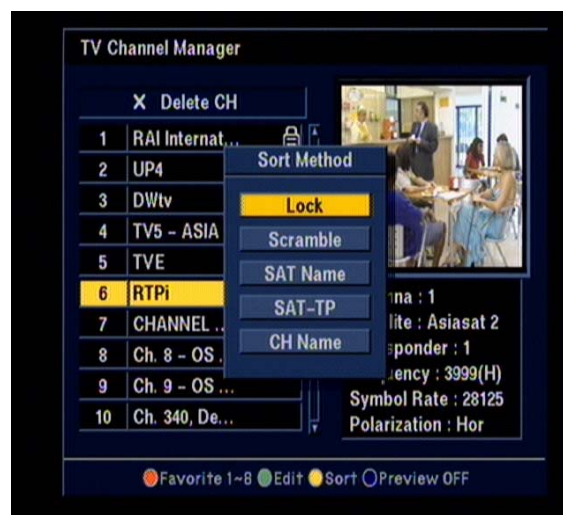 TV Channel Manager
X Delete CH
1 RAI Internat...
2 UP4
3 DWtv
4 TV5 – ASIA
5 TVE
6 RTPi
7 CHANNEL ..
8 Ch. 8 – OS .
9 Ch. 9 – OS ...
10 Ch. 340, De...
Sort Method
Lock
Scramble
SAT Name
SAT–TP
CH Name
nna : 1
lite : Asiasat 2
sponder : 1
uency : 3999(H)
Symbol Rate : 28125
Polarization : Hor
Favorite 1~8 Edit Sort Preview OFF